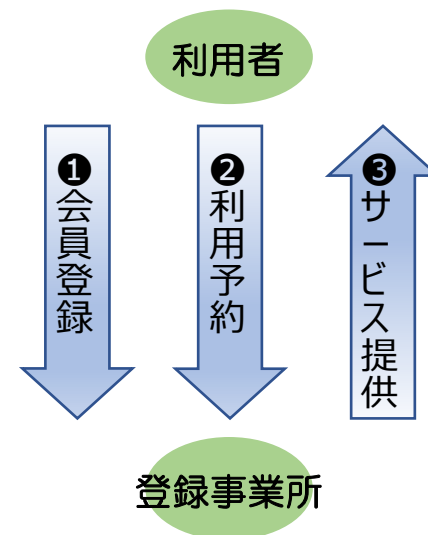 利用者
❶会員登録
❷利用予約
❸サービス提供
登録事業所